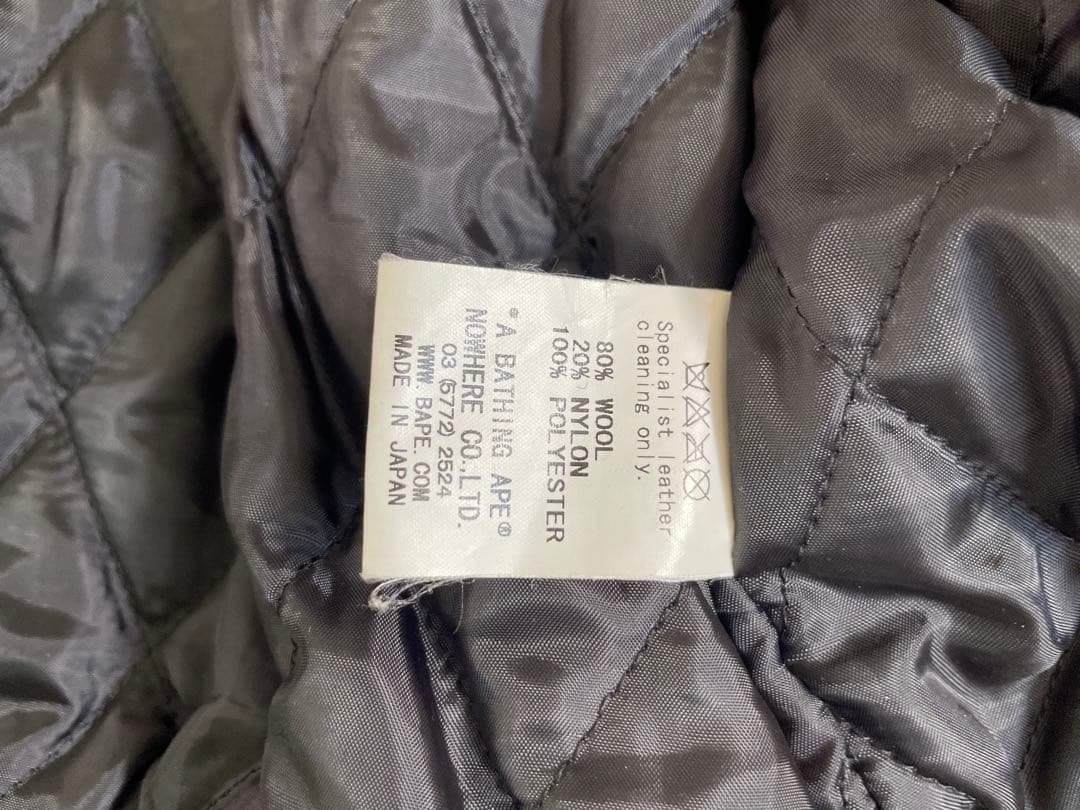 Specialist leather
cleaning only.
80% WOOL
20% NYLON
100% POLYESTER
®A BATHING APE®
NOWHERE CO.,LTD.
03 (5772) 2524
WWW.BAPE.COM
MADE IN JAPAN